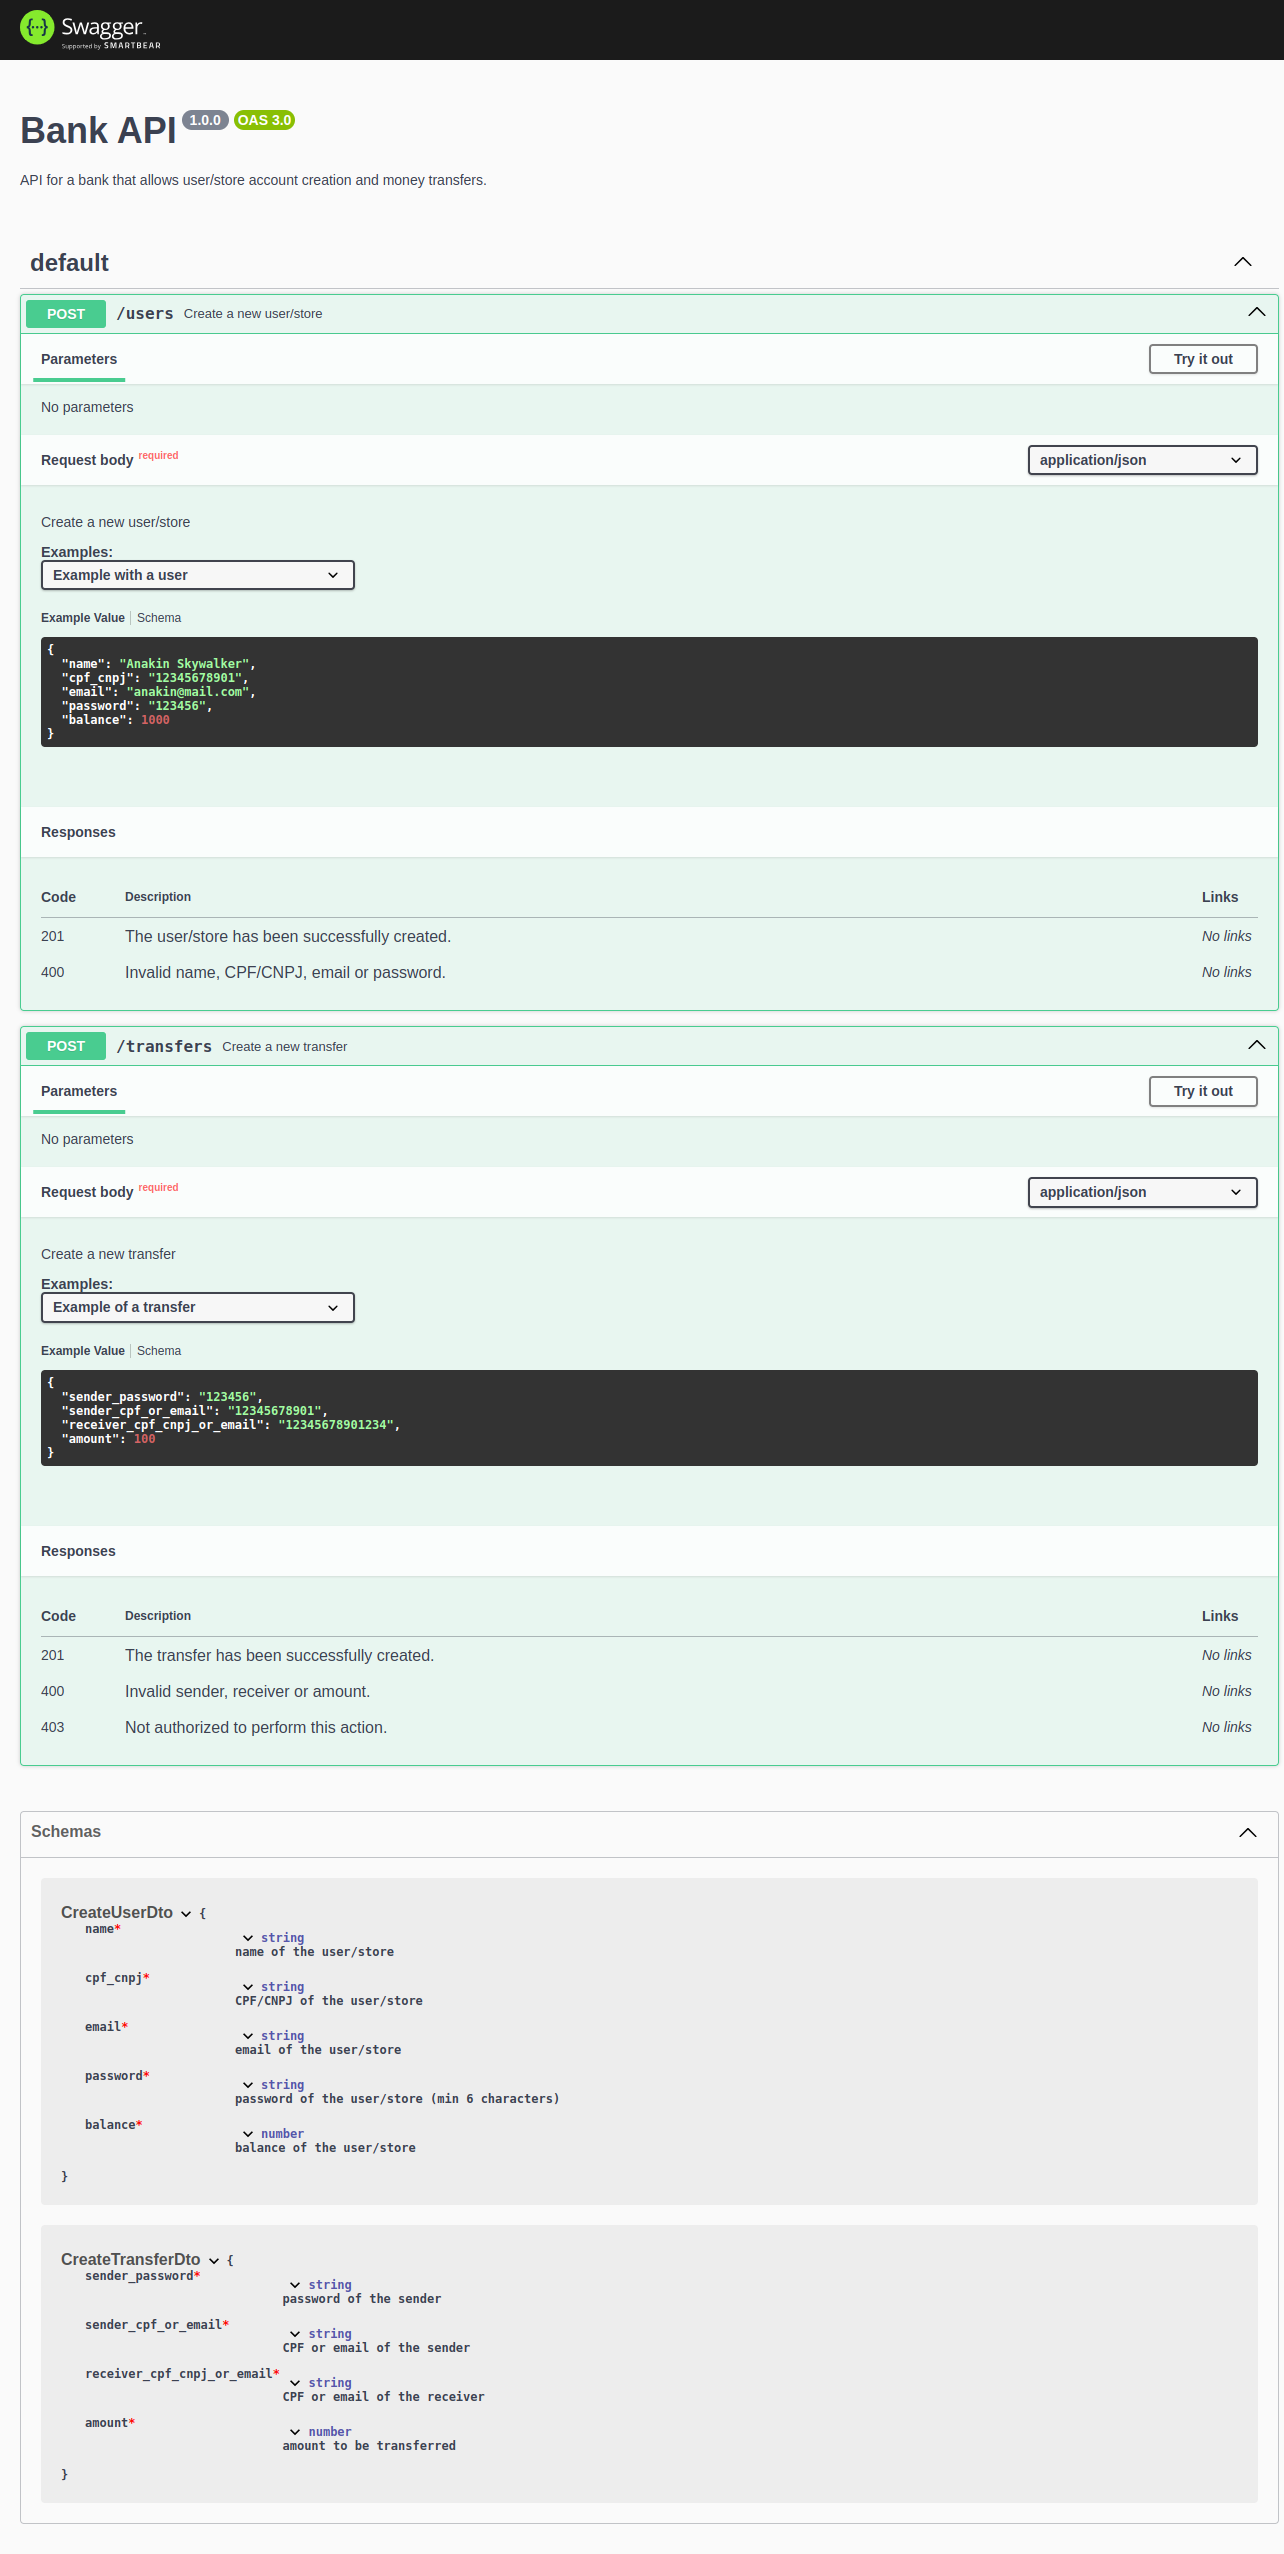 Swagger
Supported by SMARTBEAR
Bank API 1.0.0 OAS 3.0
API for a bank that allows user/store account creation and money transfers.
default
POST /users Create a new user/store
Parameters Try it out
No parameters
Request body required application/json
Create a new user/store
Examples:
Example with a user
Example Value Schema
{
"name": "Anakin Skywalker",
"cpf_cnpj": "12345678901",
"email": "anakin@mail.com",
"password": "123456",
"balance": 1000
}
Responses
Code Description Links
201 The user/store has been successfully created. No links
400 Invalid name, CPF/CNPJ, email or password. No links
POST /transfers Create a new transfer
Parameters Try it out
No parameters
Request body required application/json
Create a new transfer
Examples:
Example of a transfer
Example Value Schema
{
"sender_password": "123456",
"sender_cpf_or_email": "12345678901",
"receiver_cpf_cnpj_or_email": "12345678901234",
"amount": 100
}
Responses
Code Description Links
201 The transfer has been successfully created. No links
400 Invalid sender, receiver or amount. No links
403 Not authorized to perform this action. No links
Schemas
CreateUserDto {
name*
string
name of the user/store
cpf_cnpj*
string
CPF/CNPJ of the user/store
email*
string
email of the user/store
password*
string
password of the user/store (min 6 characters)
balance*
number
balance of the user/store
}
CreateTransferDto {
sender_password*
string
password of the sender
sender_cpf_or_email*
string
CPF or email of the sender
receiver_cpf_cnpj_or_email*
string
CPF or email of the receiver
amount*
number
amount to be transferred
}